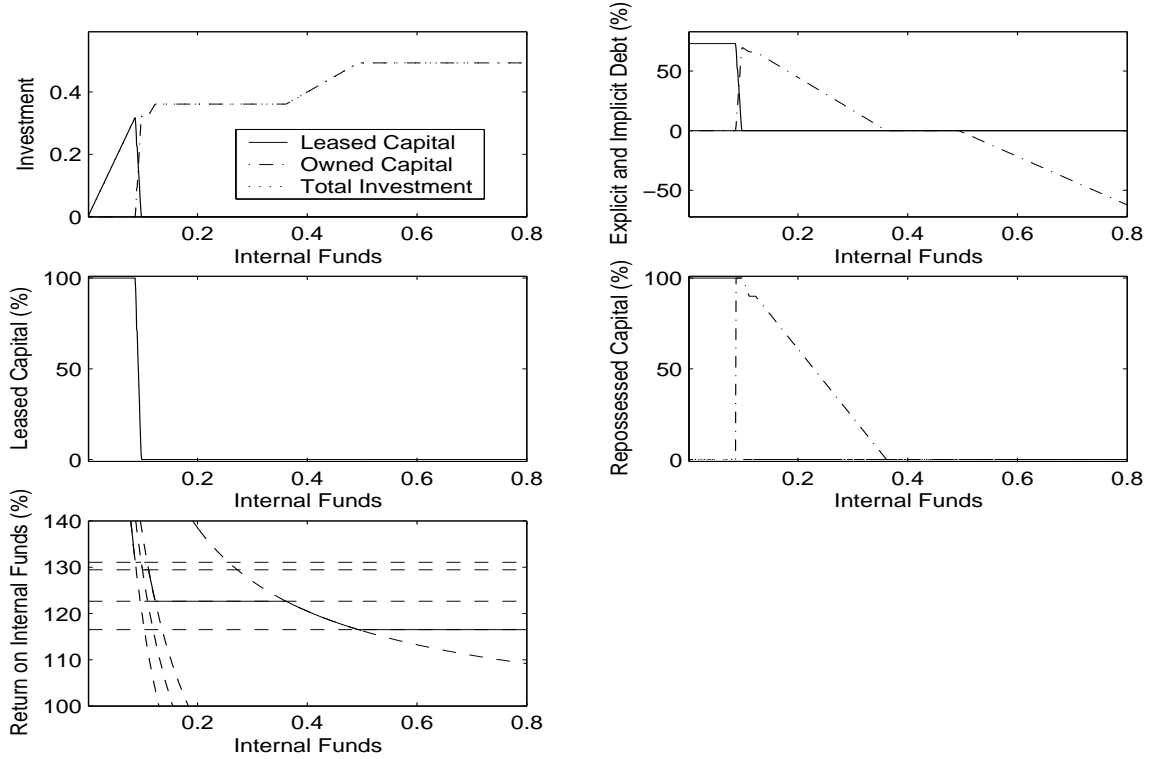 Investment
0.4
0.2
0
0.2 0.4 0.6 0.8
Internal Funds
Leased Capital
Owned Capital
Total Investment
Explicit and Implicit Debt (%)
50
0
−50
0.2 0.4 0.6 0.8
Internal Funds
Leased Capital (%)
100
50
0
0.2 0.4 0.6 0.8
Internal Funds
Repossessed Capital (%)
100
50
0
0.2 0.4 0.6 0.8
Internal Funds
Return on Internal Funds (%)
140
130
120
110
100
0.2 0.4 0.6 0.8
Internal Funds